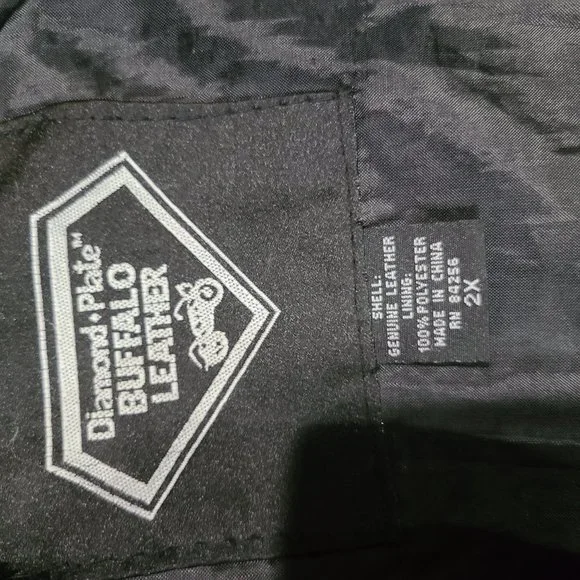 Diamond•Plate™
BUFFALO
LEATHER
SHELL:
GENUINE LEATHER
LINING:
100% POLYESTER
MADE IN CHINA
RN 84256
2X